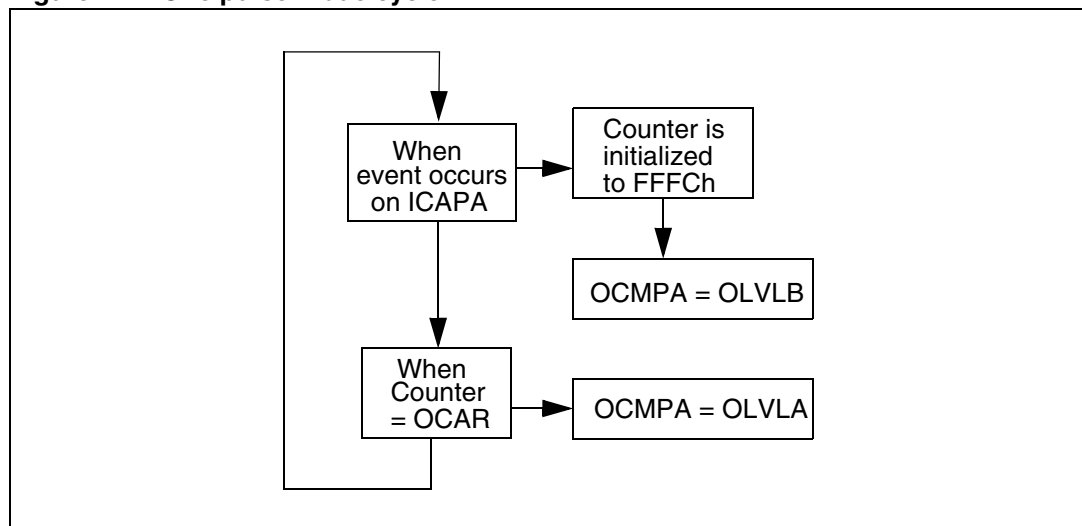 When
event occurs
on ICAPA
Counter is
initialized
to FFFCh
OCMPA = OLVLB
When
Counter
= OCAR
OCMPA = OLVLA